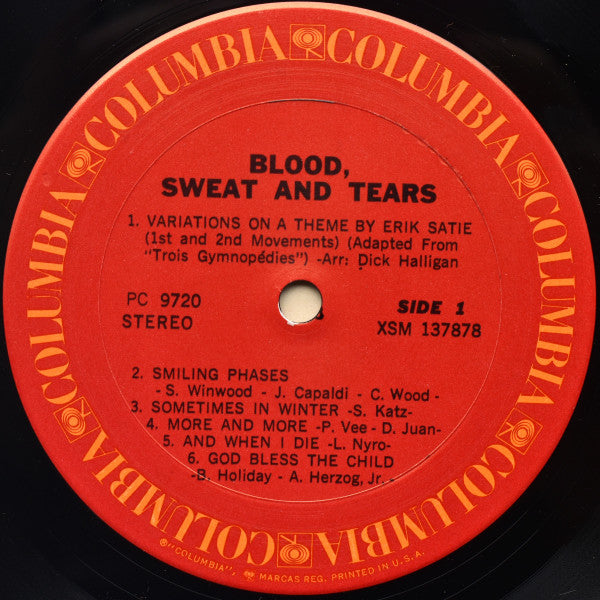 COLUMBIA COLUMBIA COLUMBIA COLUMBIA COLUMBIA COLUMBIA
BLOOD,
SWEAT AND TEARS
1. VARIATIONS ON A THEME BY ERIK SATIE
(1st and 2nd Movements) (Adapted From
"Trois Gymnopédies") -Arr: Dick Halligan
PC 9720
STEREO
SIDE 1
XSM 137878
2. SMILING PHASES
- S. Winwood - J. Capaldi - C. Wood -
3. SOMETIMES IN WINTER -S. Katz-
4. MORE AND MORE -P. Vee - D. Juan-
5. AND WHEN I DIE -L. Nyro-
6. GOD BLESS THE CHILD
-B. Holiday - A. Herzog, Jr.-
®"COLUMBIA", MARCAS REG. PRINTED IN U.S.A.